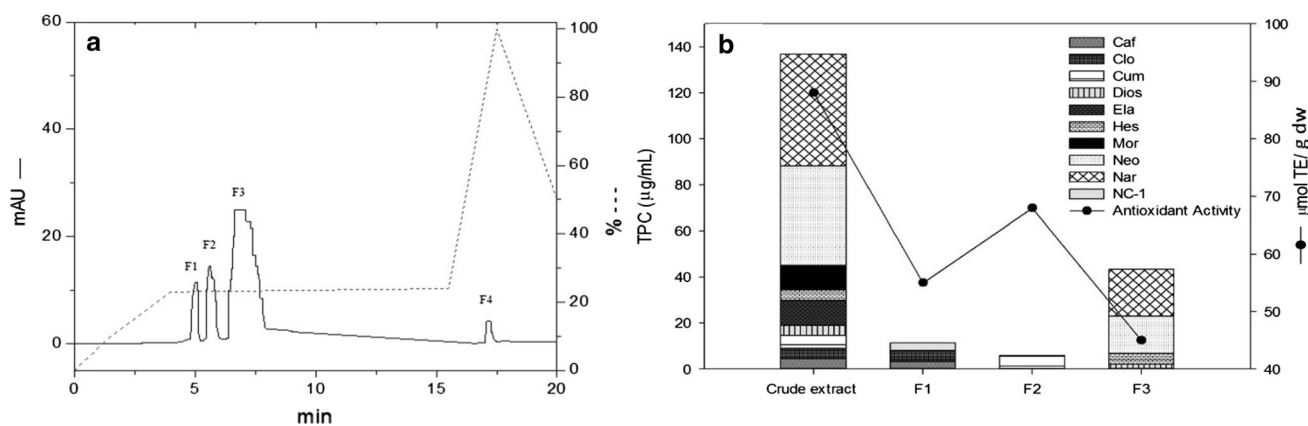 a
60
40
20
0
mAU —
F1
F2
F3
F4
0
5
10
15
20
min
100
80
60
40
20
0
% ---
b
140
120
100
80
60
40
20
0
TPC (µg/mL)
Caf
Clo
Cum
Dios
Ela
Hes
Mor
Neo
Nar
NC-1
Antioxidant Activity
Crude extract
F1
F2
F3
100
90
80
70
60
50
40
µmol TE/ g dw